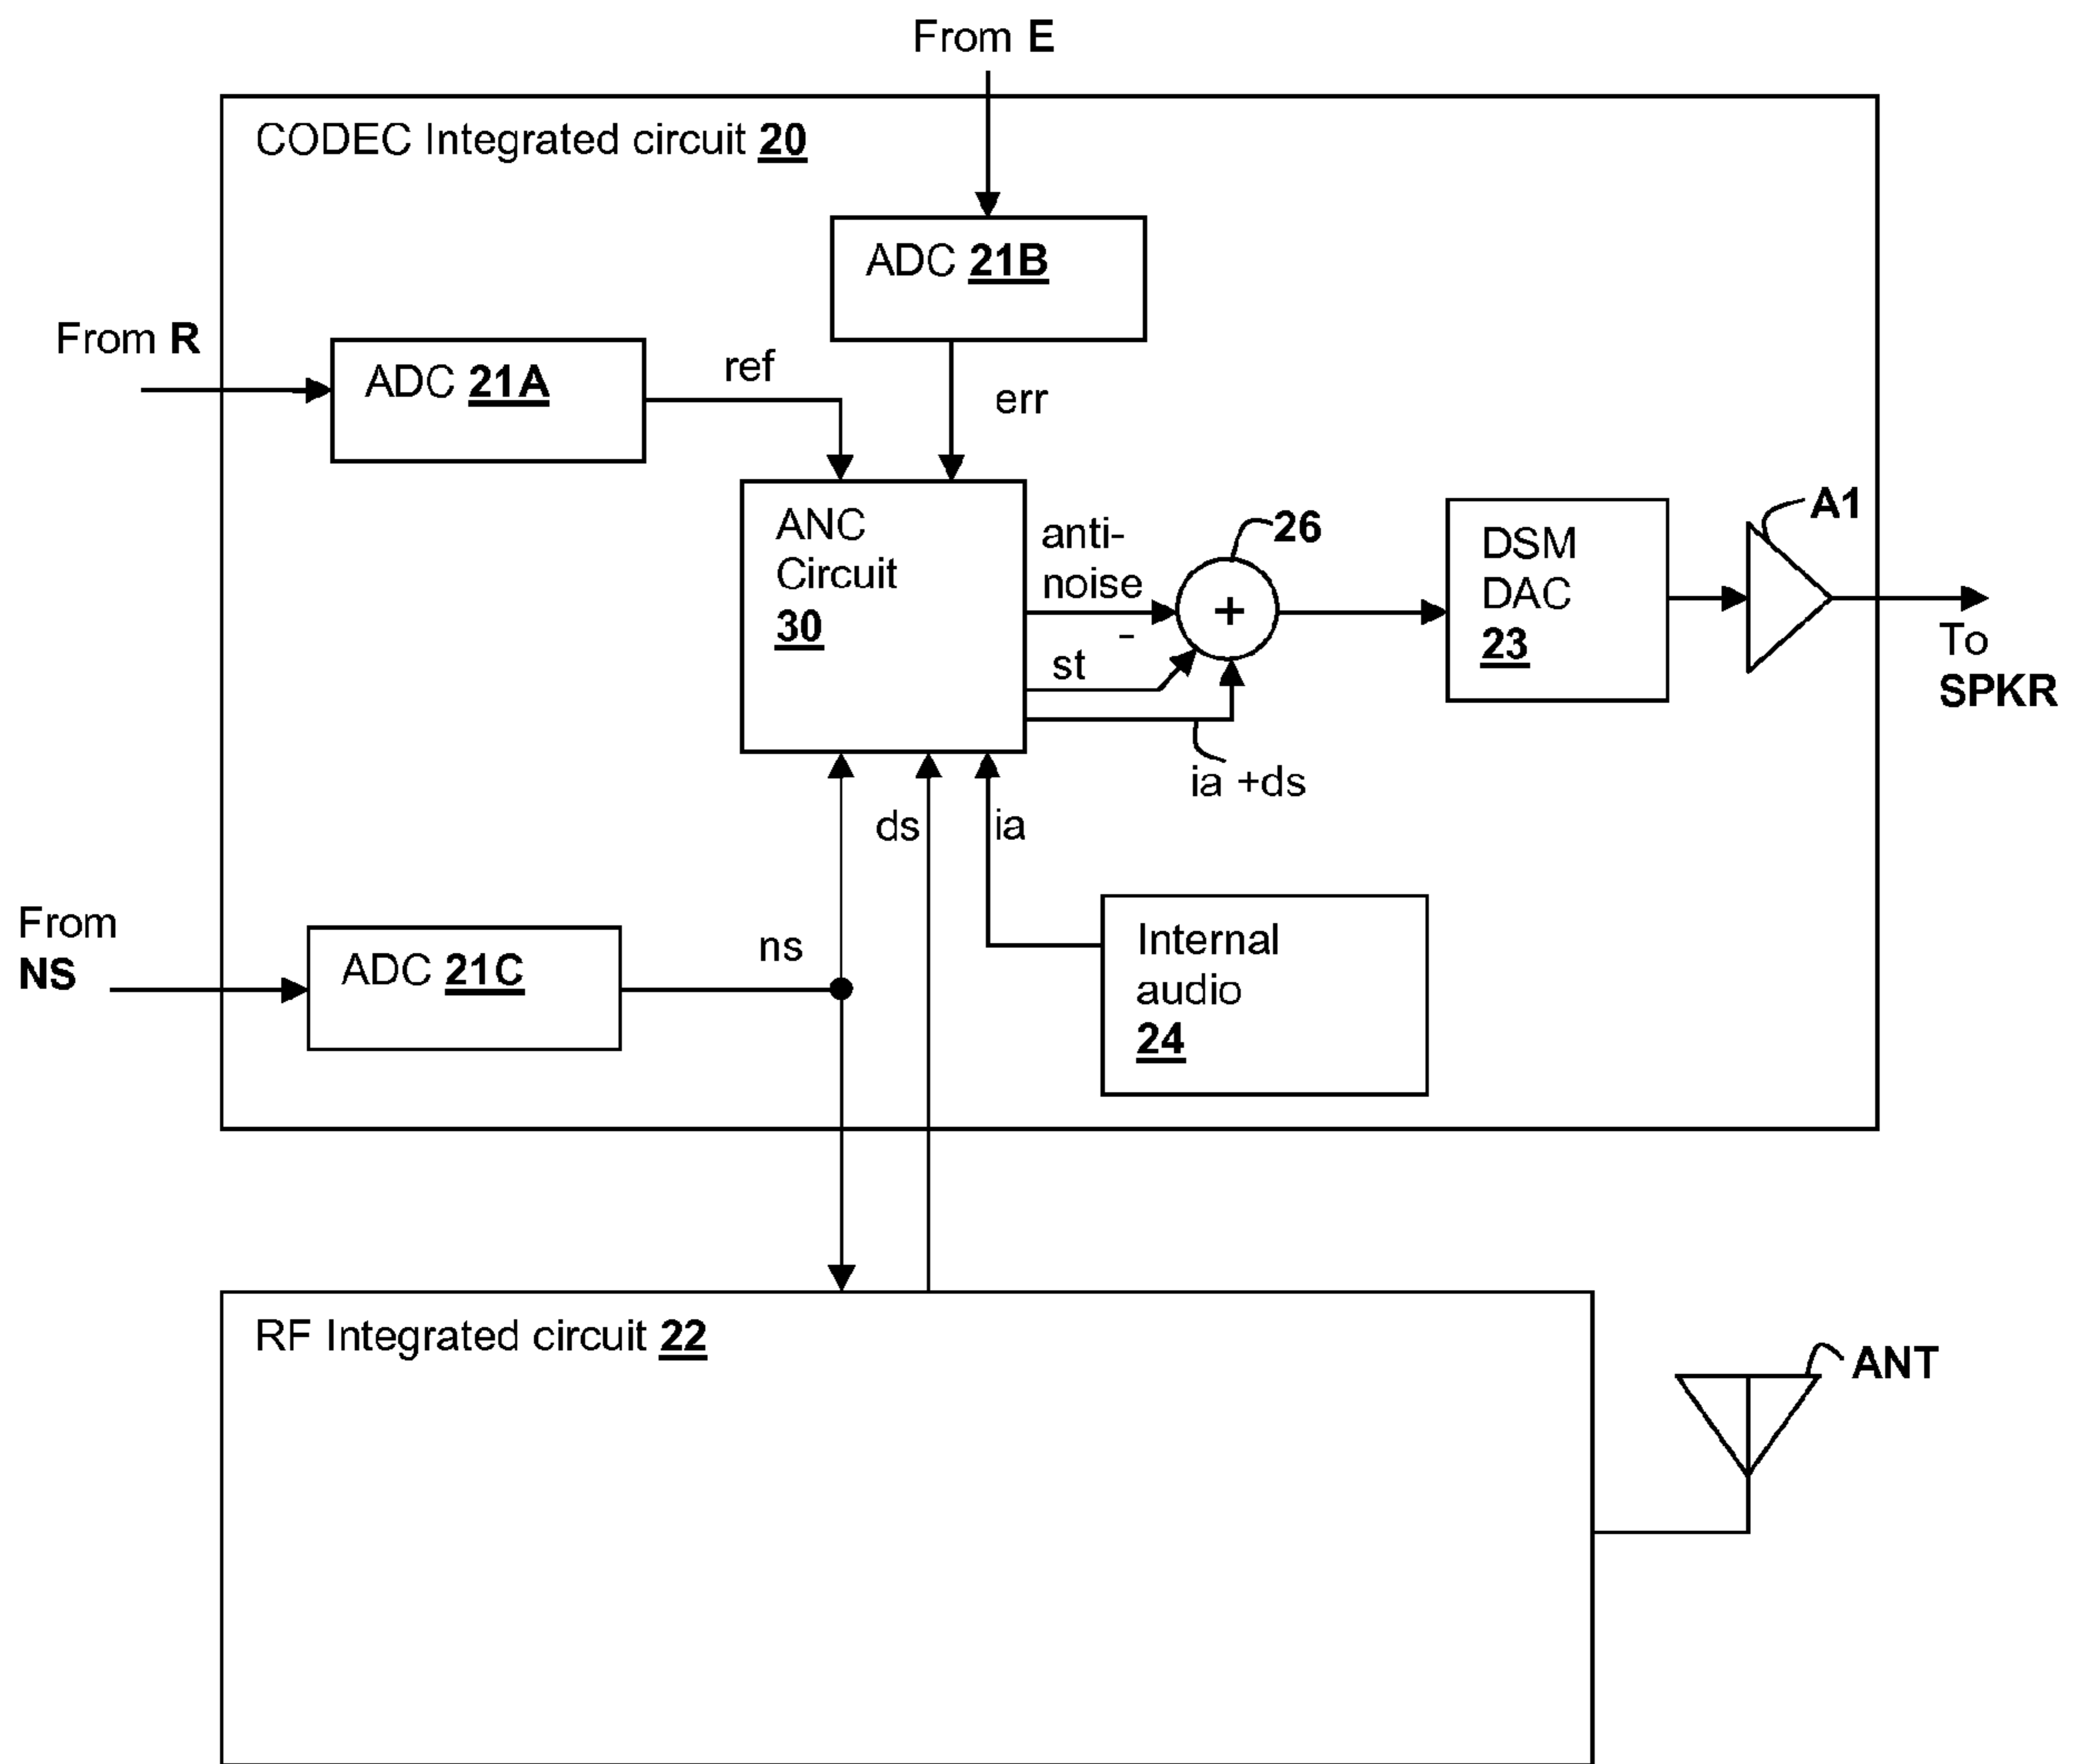 From E
CODEC Integrated circuit 20
ADC 21B
From R
ADC 21A
ref
err
ANC
Circuit
30
anti-
noise
-
st
26
+
DSM
DAC
23
A1
To
SPKR
ia +ds
ds
ia
From
NS
ADC 21C
ns
Internal
audio
24
RF Integrated circuit 22
ANT